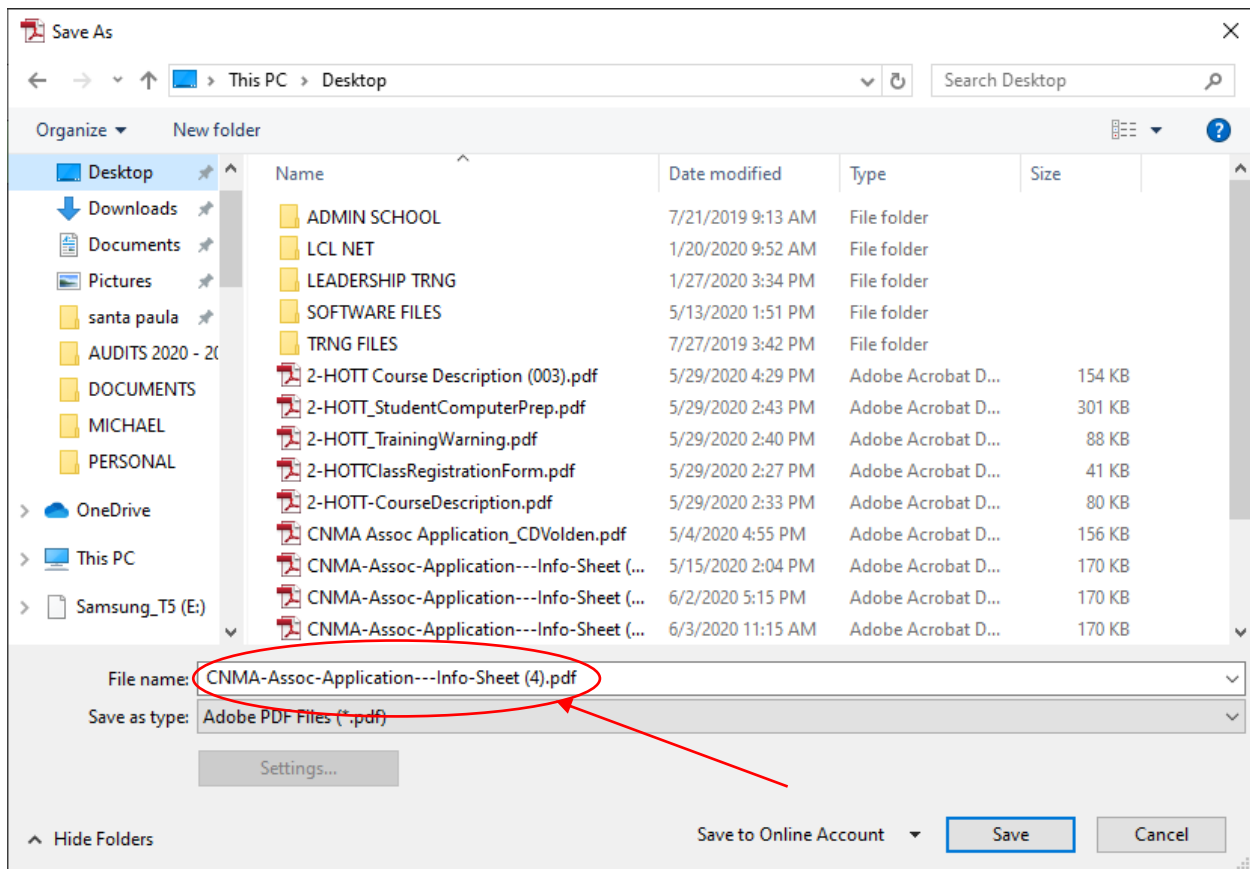 Save As
This PC > Desktop
Search Desktop
Organize
New folder
Name Date modified Type Size
Desktop
Downloads
Documents
Pictures
santa paula
AUDITS 2020 - 20
DOCUMENTS
MICHAEL
PERSONAL
OneDrive
This PC
Samsung_T5 (E:)
ADMIN SCHOOL 7/21/2019 9:13 AM File folder
LCL NET 1/20/2020 9:52 AM File folder
LEADERSHIP TRNG 1/27/2020 3:34 PM File folder
SOFTWARE FILES 5/13/2020 1:51 PM File folder
TRNG FILES 7/27/2019 3:42 PM File folder
2-HOTT Course Description (003).pdf 5/29/2020 4:29 PM Adobe Acrobat D... 154 KB
2-HOTT_StudentComputerPrep.pdf 5/29/2020 2:43 PM Adobe Acrobat D... 301 KB
2-HOTT_TrainingWarning.pdf 5/29/2020 2:40 PM Adobe Acrobat D... 88 KB
2-HOTTClassRegistrationForm.pdf 5/29/2020 2:27 PM Adobe Acrobat D... 41 KB
2-HOTT-CourseDescription.pdf 5/29/2020 2:33 PM Adobe Acrobat D... 80 KB
CNMA Assoc Application_CDVolden.pdf 5/4/2020 4:55 PM Adobe Acrobat D... 156 KB
CNMA-Assoc-Application---Info-Sheet (... 5/15/2020 2:04 PM Adobe Acrobat D... 170 KB
CNMA-Assoc-Application---Info-Sheet (... 6/2/2020 5:15 PM Adobe Acrobat D... 170 KB
CNMA-Assoc-Application---Info-Sheet (... 6/3/2020 11:15 AM Adobe Acrobat D... 170 KB
File name: CNMA-Assoc-Application---Info-Sheet (4).pdf
Save as type: Adobe PDF Files (*.pdf)
Settings...
Hide Folders
Save to Online Account
Save
Cancel